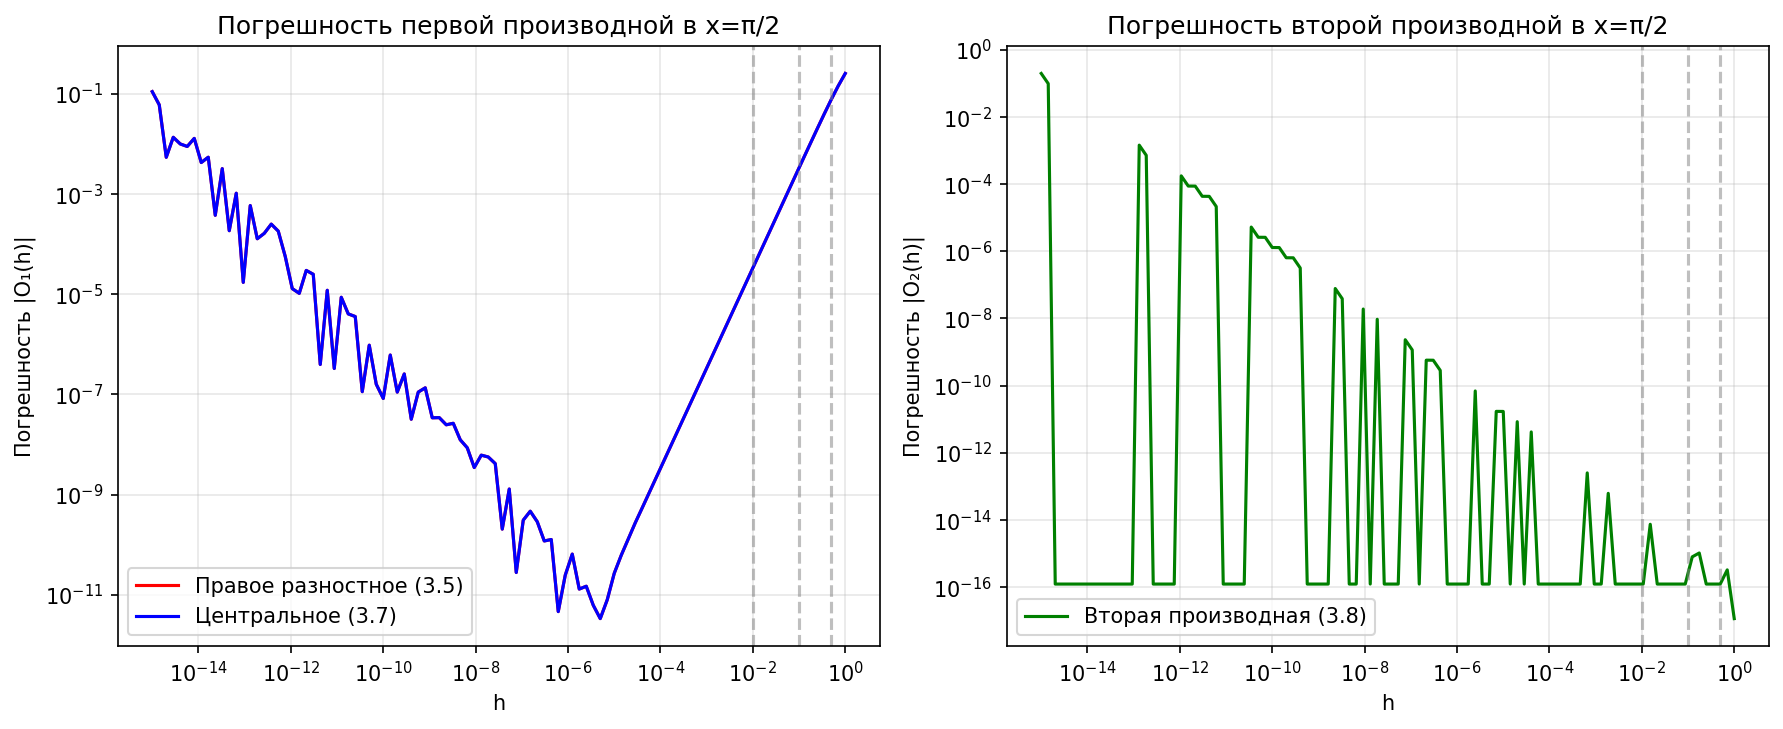 Погрешность первой производной в x=π/2
Погрешность |O₁(h)|
10⁻¹
10⁻³
10⁻⁵
10⁻⁷
10⁻⁹
10⁻¹¹
Правое разностное (3.5)
Центральное (3.7)
10⁻¹⁴ 10⁻¹² 10⁻¹⁰ 10⁻⁸ 10⁻⁶ 10⁻⁴ 10⁻² 10⁰
h
Погрешность второй производной в x=π/2
Погрешность |O₂(h)|
10⁰
10⁻²
10⁻⁴
10⁻⁶
10⁻⁸
10⁻¹⁰
10⁻¹²
10⁻¹⁴
10⁻¹⁶
Вторая производная (3.8)
10⁻¹⁴ 10⁻¹² 10⁻¹⁰ 10⁻⁸ 10⁻⁶ 10⁻⁴ 10⁻² 10⁰
h